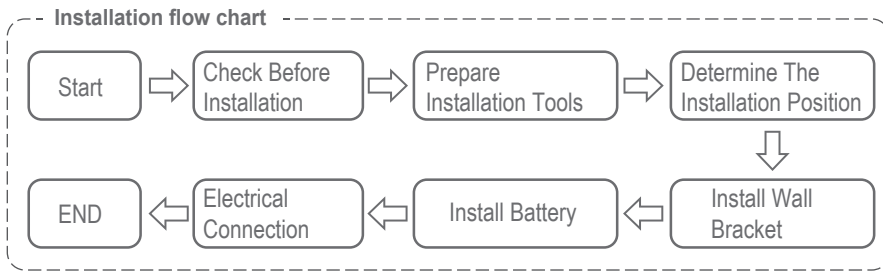 Installation flow chart
Start
Check Before
Installation
Prepare
Installation Tools
Determine The
Installation Position
Install Wall
Bracket
Install Battery
Electrical
Connection
END